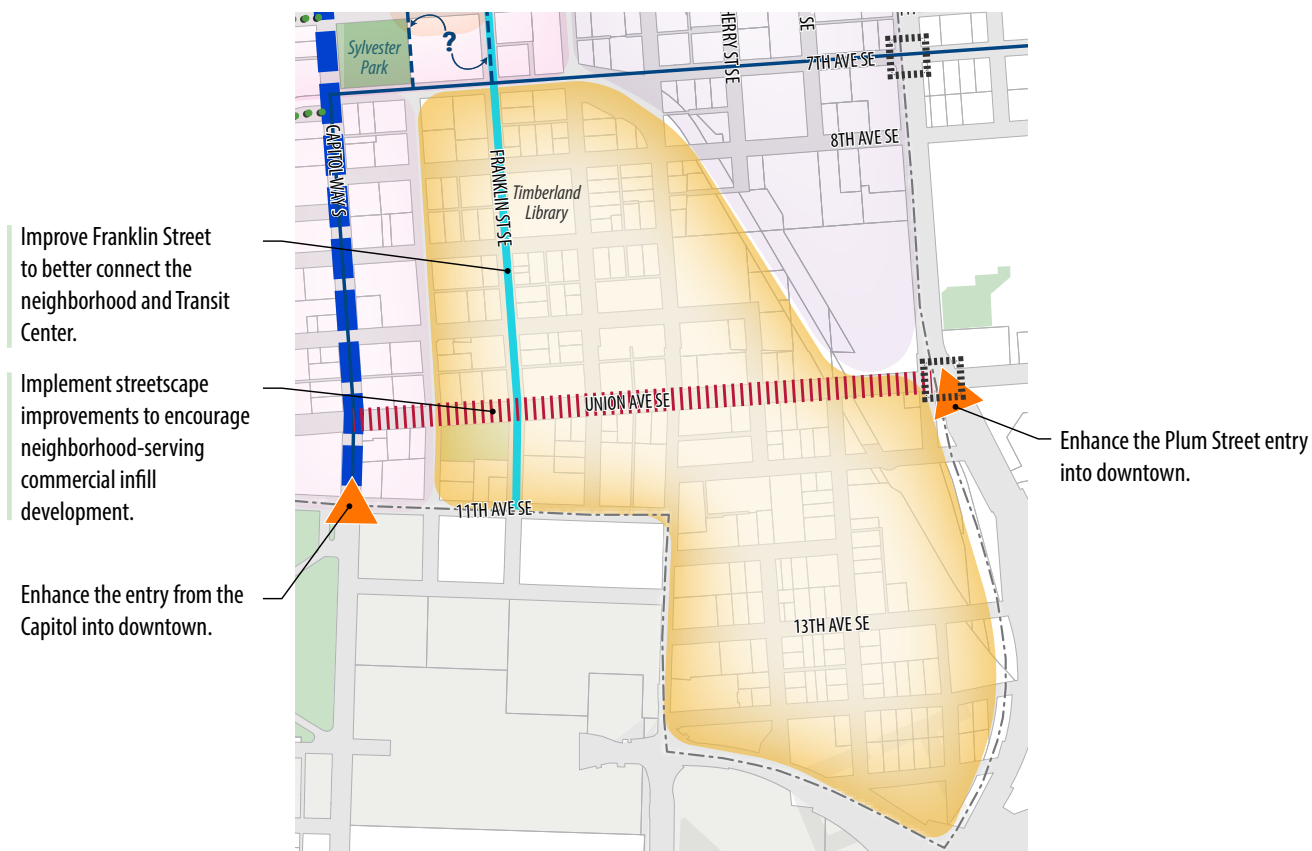 Sylvester
Park
?
CHERRY ST SE
SE
7TH AVE SE
8TH AVE SE
CAPITOL WAY S
FRANKLIN ST SE
Timberland
Library
Improve Franklin Street
to better connect the
neighborhood and Transit
Center.
Implement streetscape
improvements to encourage
neighborhood-serving
commercial infill
development.
UNION AVE SE
Enhance the Plum Street entry
into downtown.
11TH AVE SE
Enhance the entry from the
Capitol into downtown.
13TH AVE SE